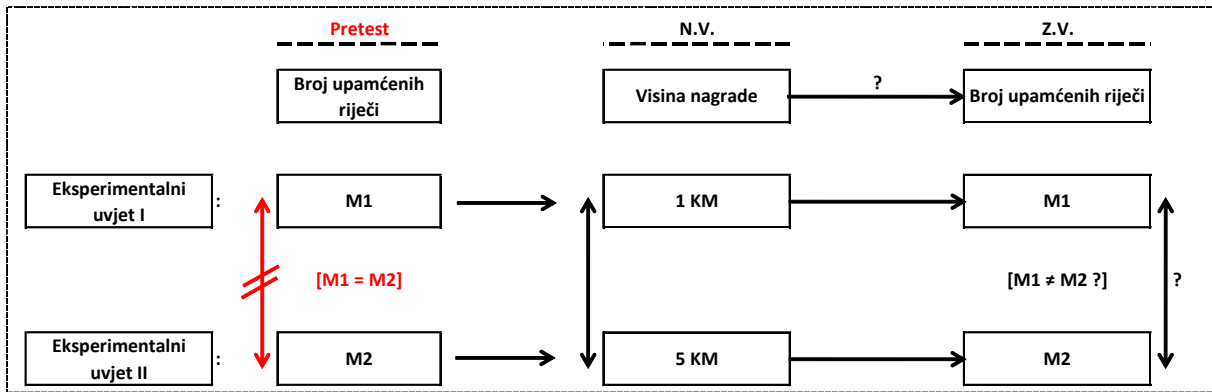 Pretest
N.V.
Z.V.
Broj upamćenih
riječi
Visina nagrade
?
Broj upamćenih riječi
Eksperimentalni
uvjet I
:
M1
1 KM
M1
[M1 = M2]
[M1 ≠ M2 ?]
?
Eksperimentalni
uvjet II
:
M2
5 KM
M2